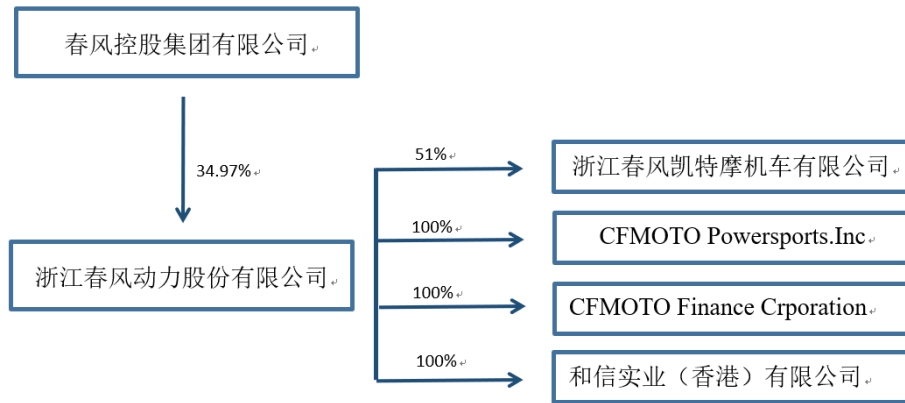 春风控股集团有限公司
34.97%
浙江春风动力股份有限公司
51%
浙江春风凯特摩机车有限公司
100%
CFMOTO Powersports.Inc
100%
CFMOTO Finance Crporation
100%
和信实业（香港）有限公司